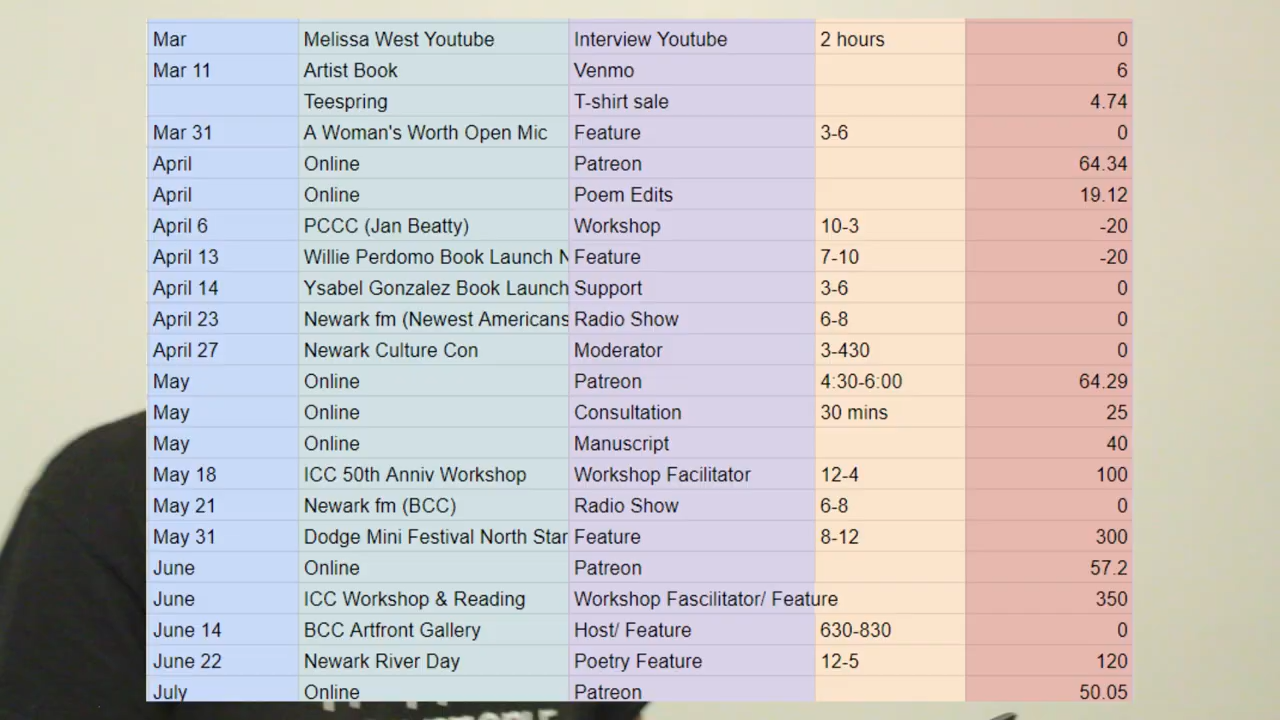 Mar Melissa West Youtube Interview Youtube 2 hours 0
Mar 11 Artist Book Venmo 6
Teespring T-shirt sale 4.74
Mar 31 A Woman's Worth Open Mic Feature 3-6 0
April Online Patreon 64.34
April Online Poem Edits 19.12
April 6 PCCC (Jan Beatty) Workshop 10-3 -20
April 13 Willie Perdomo Book Launch N Feature 7-10 -20
April 14 Ysabel Gonzalez Book Launch Support 3-6 0
April 23 Newark fm (Newest Americans Radio Show 6-8 0
April 27 Newark Culture Con Moderator 3-430 0
May Online Patreon 4:30-6:00 64.29
May Online Consultation 30 mins 25
May Online Manuscript 40
May 18 ICC 50th Anniv Workshop Workshop Facilitator 12-4 100
May 21 Newark fm (BCC) Radio Show 6-8 0
May 31 Dodge Mini Festival North Star Feature 8-12 300
June Online Patreon 57.2
June ICC Workshop & Reading Workshop Fascilitator/ Feature 350
June 14 BCC Artfront Gallery Host/ Feature 630-830 0
June 22 Newark River Day Poetry Feature 12-5 120
July Online Patreon 50.05